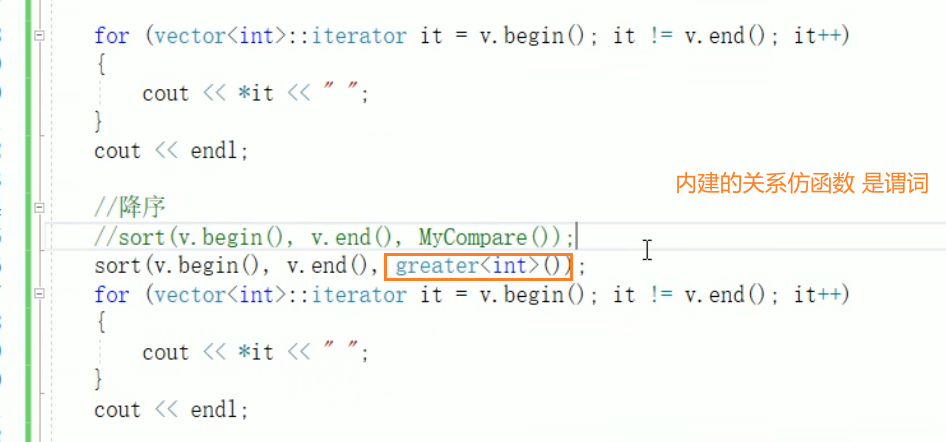 for (vector<int>::iterator it = v.begin(); it != v.end(); it++)
{
cout << *it << " ";
}
cout << endl;
内建的关系仿函数 是谓词
//降序
//sort(v.begin(), v.end(), MyCompare());
sort(v.begin(), v.end(), greater<int>());
for (vector<int>::iterator it = v.begin(); it != v.end(); it++)
{
cout << *it << " ";
}
cout << endl;